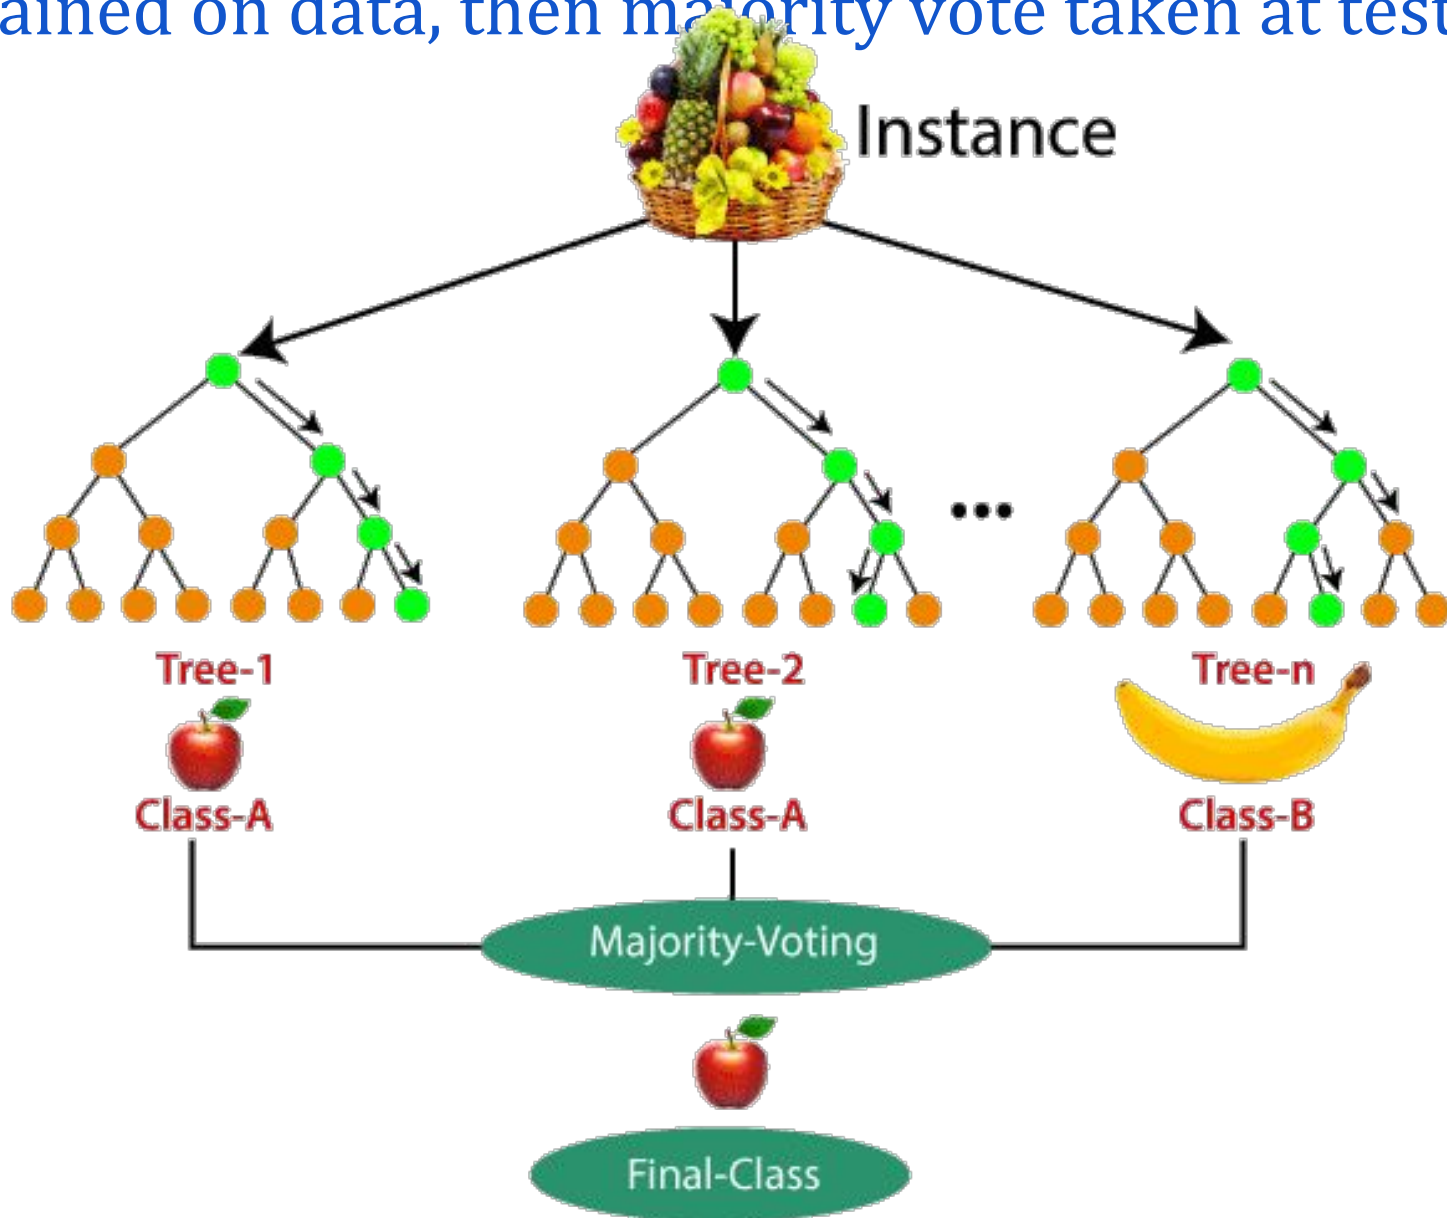 ained on data, then majority vote taken at test
Instance
Tree-1
Tree-2
Tree-n
Class-A
Class-A
Class-B
Majority-Voting
Final-Class